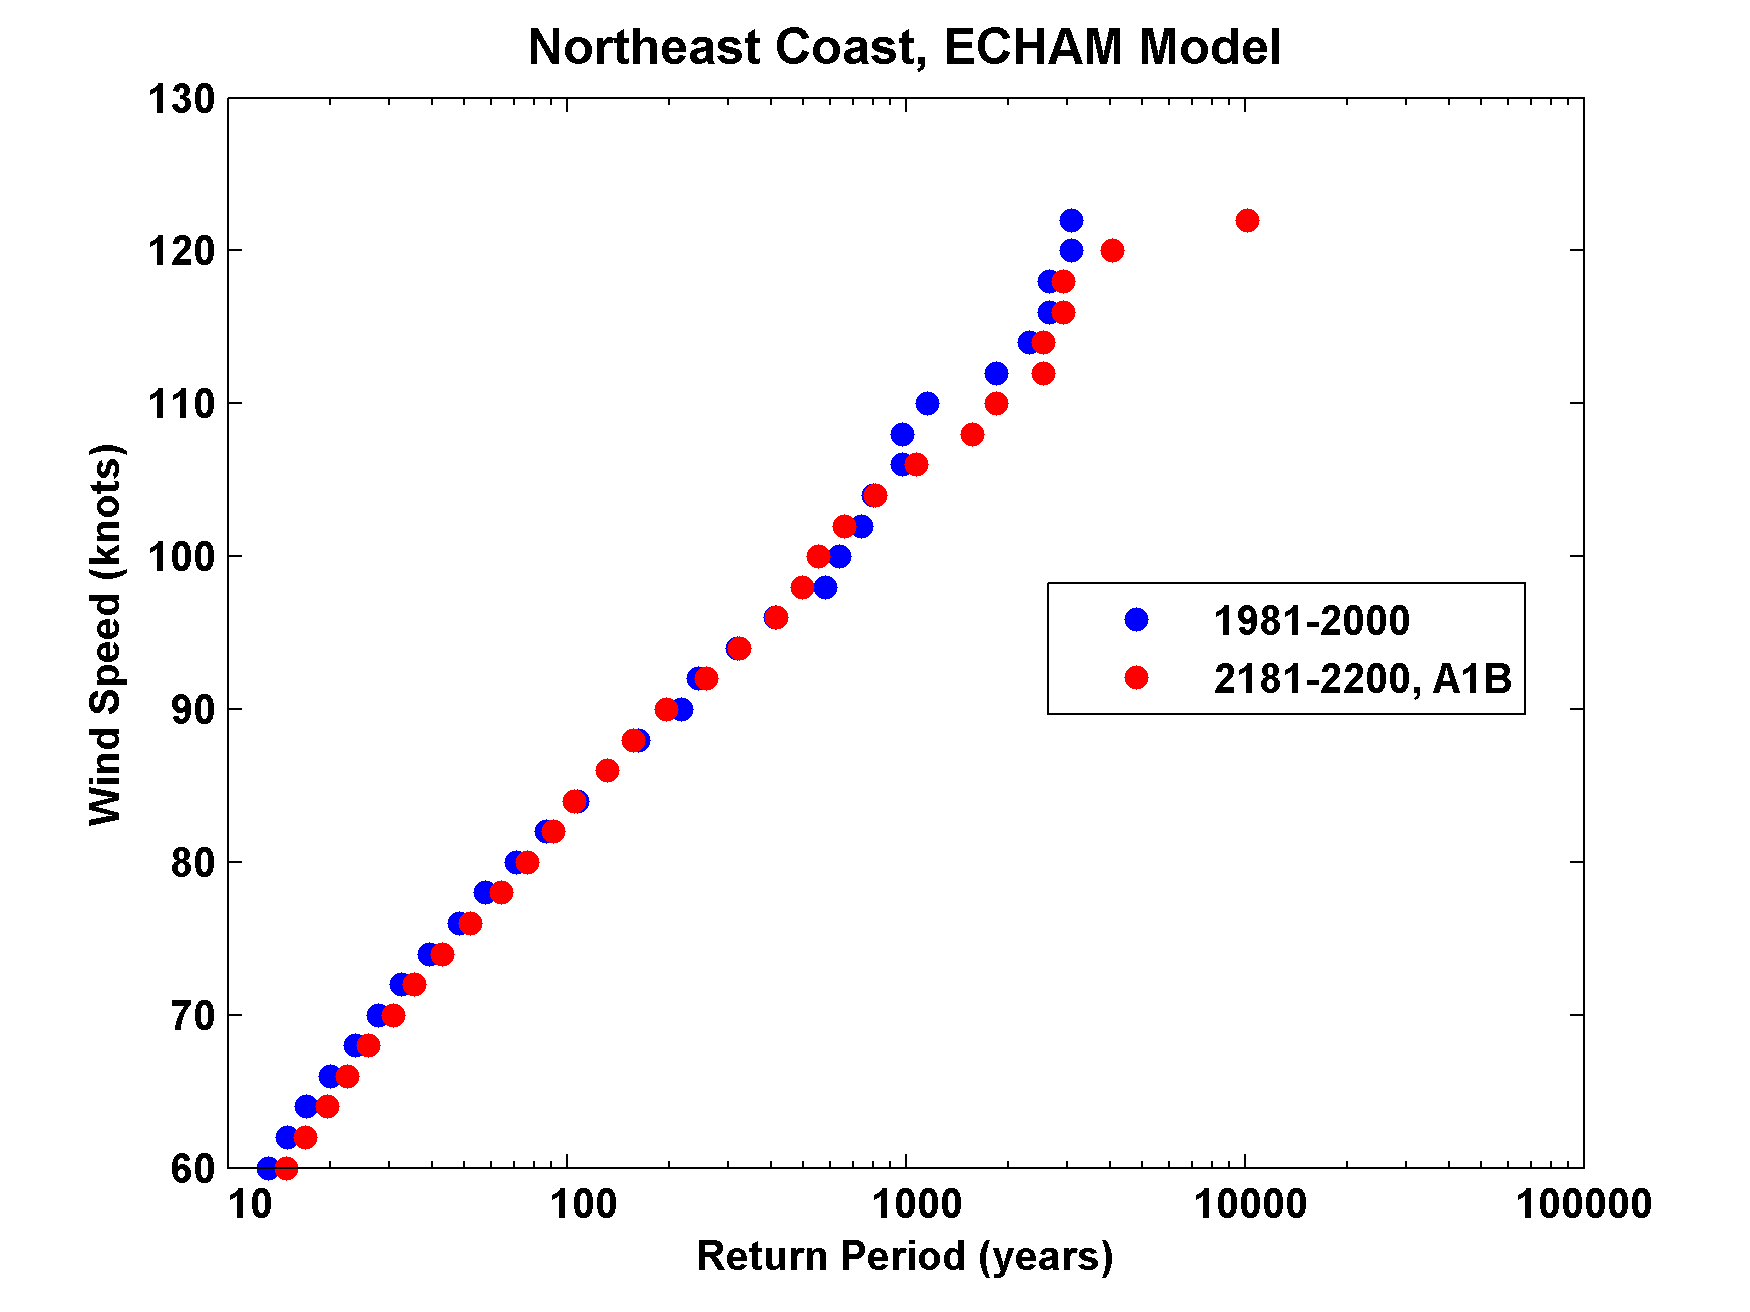 Northeast Coast, ECHAM Model
130
120
110
100
90
80
70
60
Wind Speed (knots)
1981-2000
2181-2200, A1B
10 100 1000 10000 100000
Return Period (years)